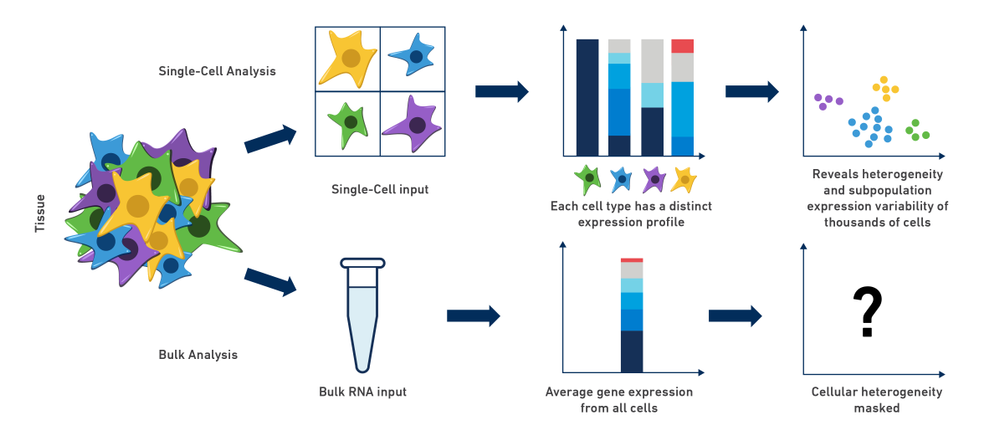 Single-Cell Analysis
Single-Cell input
Each cell type has a distinct
expression profile
Reveals heterogeneity
and subpopulation
expression variability of
thousands of cells
Tissue
Bulk Analysis
Bulk RNA input
Average gene expression
from all cells
?
Cellular heterogeneity
masked